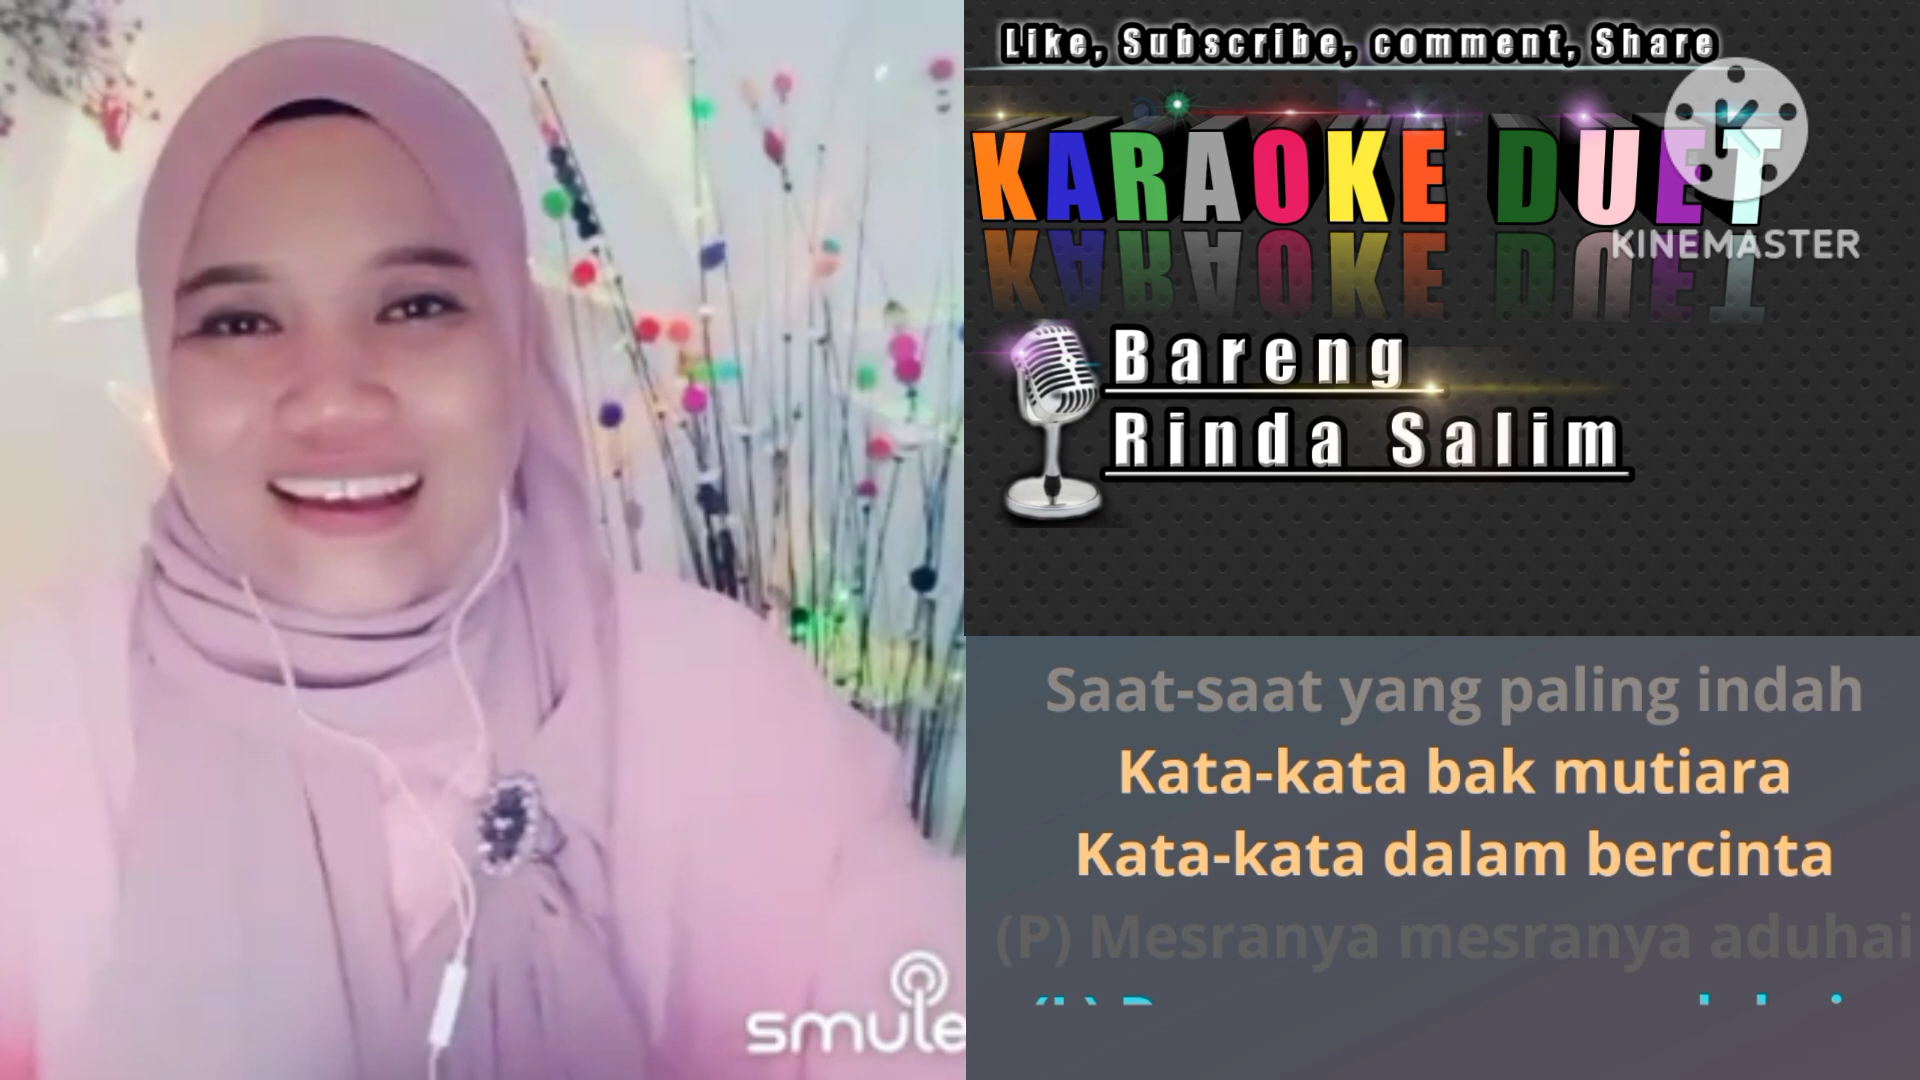 Like, Subscribe, comment, Share
KARAOKE DUET
KINEMASTER
Bareng
Rinda Salim
Saat-saat yang paling indah
Kata-kata bak mutiara
Kata-kata dalam bercinta
(P) Mesranya mesranya aduhai
smule